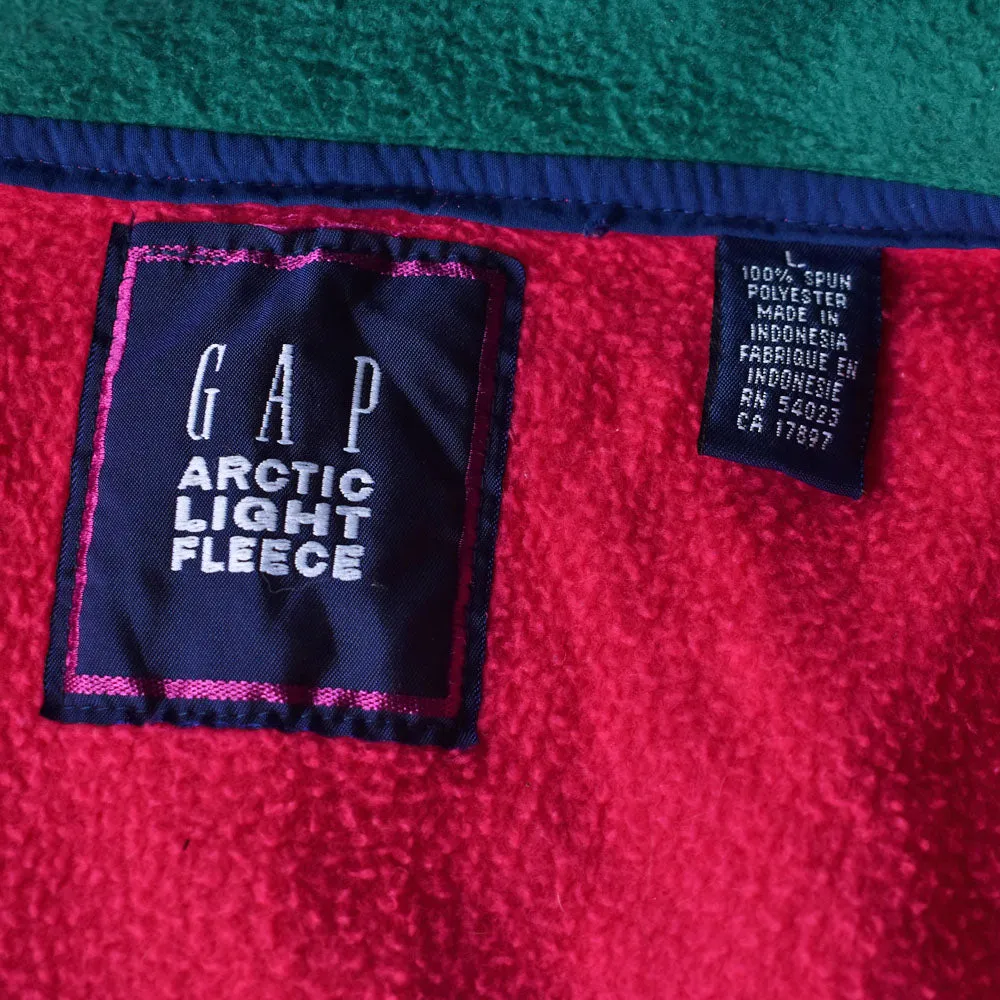 GAP
ARCTIC
LIGHT
FLEECE
L
100% SPUN
POLYESTER
MADE IN
INDONESIA
FABRIQUE EN
INDONESIE
RN 54023
CA 17897